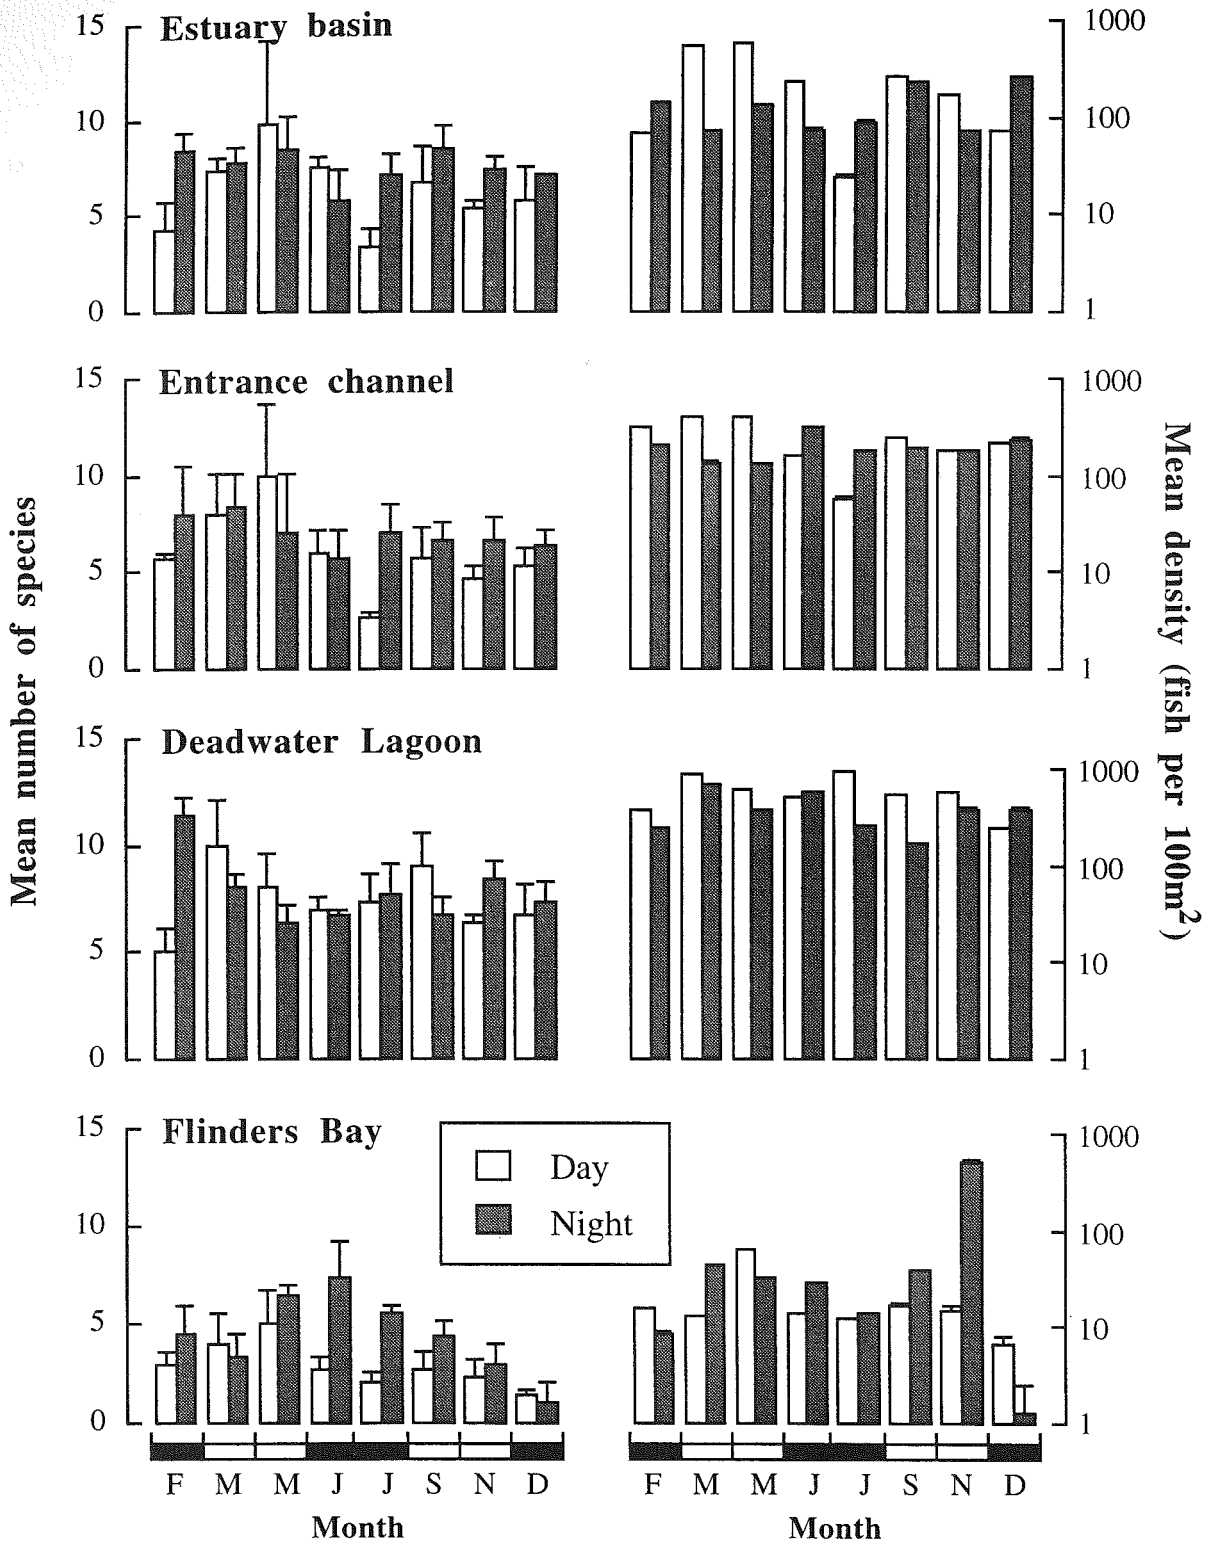 Estuary basin
15
10
5
0
1000
100
10
1
Entrance channel
15
10
5
0
1000
100
10
1
Deadwater Lagoon
15
10
5
0
1000
100
10
1
Flinders Bay
15
10
5
0
1000
100
10
1
Day
Night
Mean number of species
Mean density (fish per 100m²)
F M M J J S N D
Month
F M M J J S N D
Month